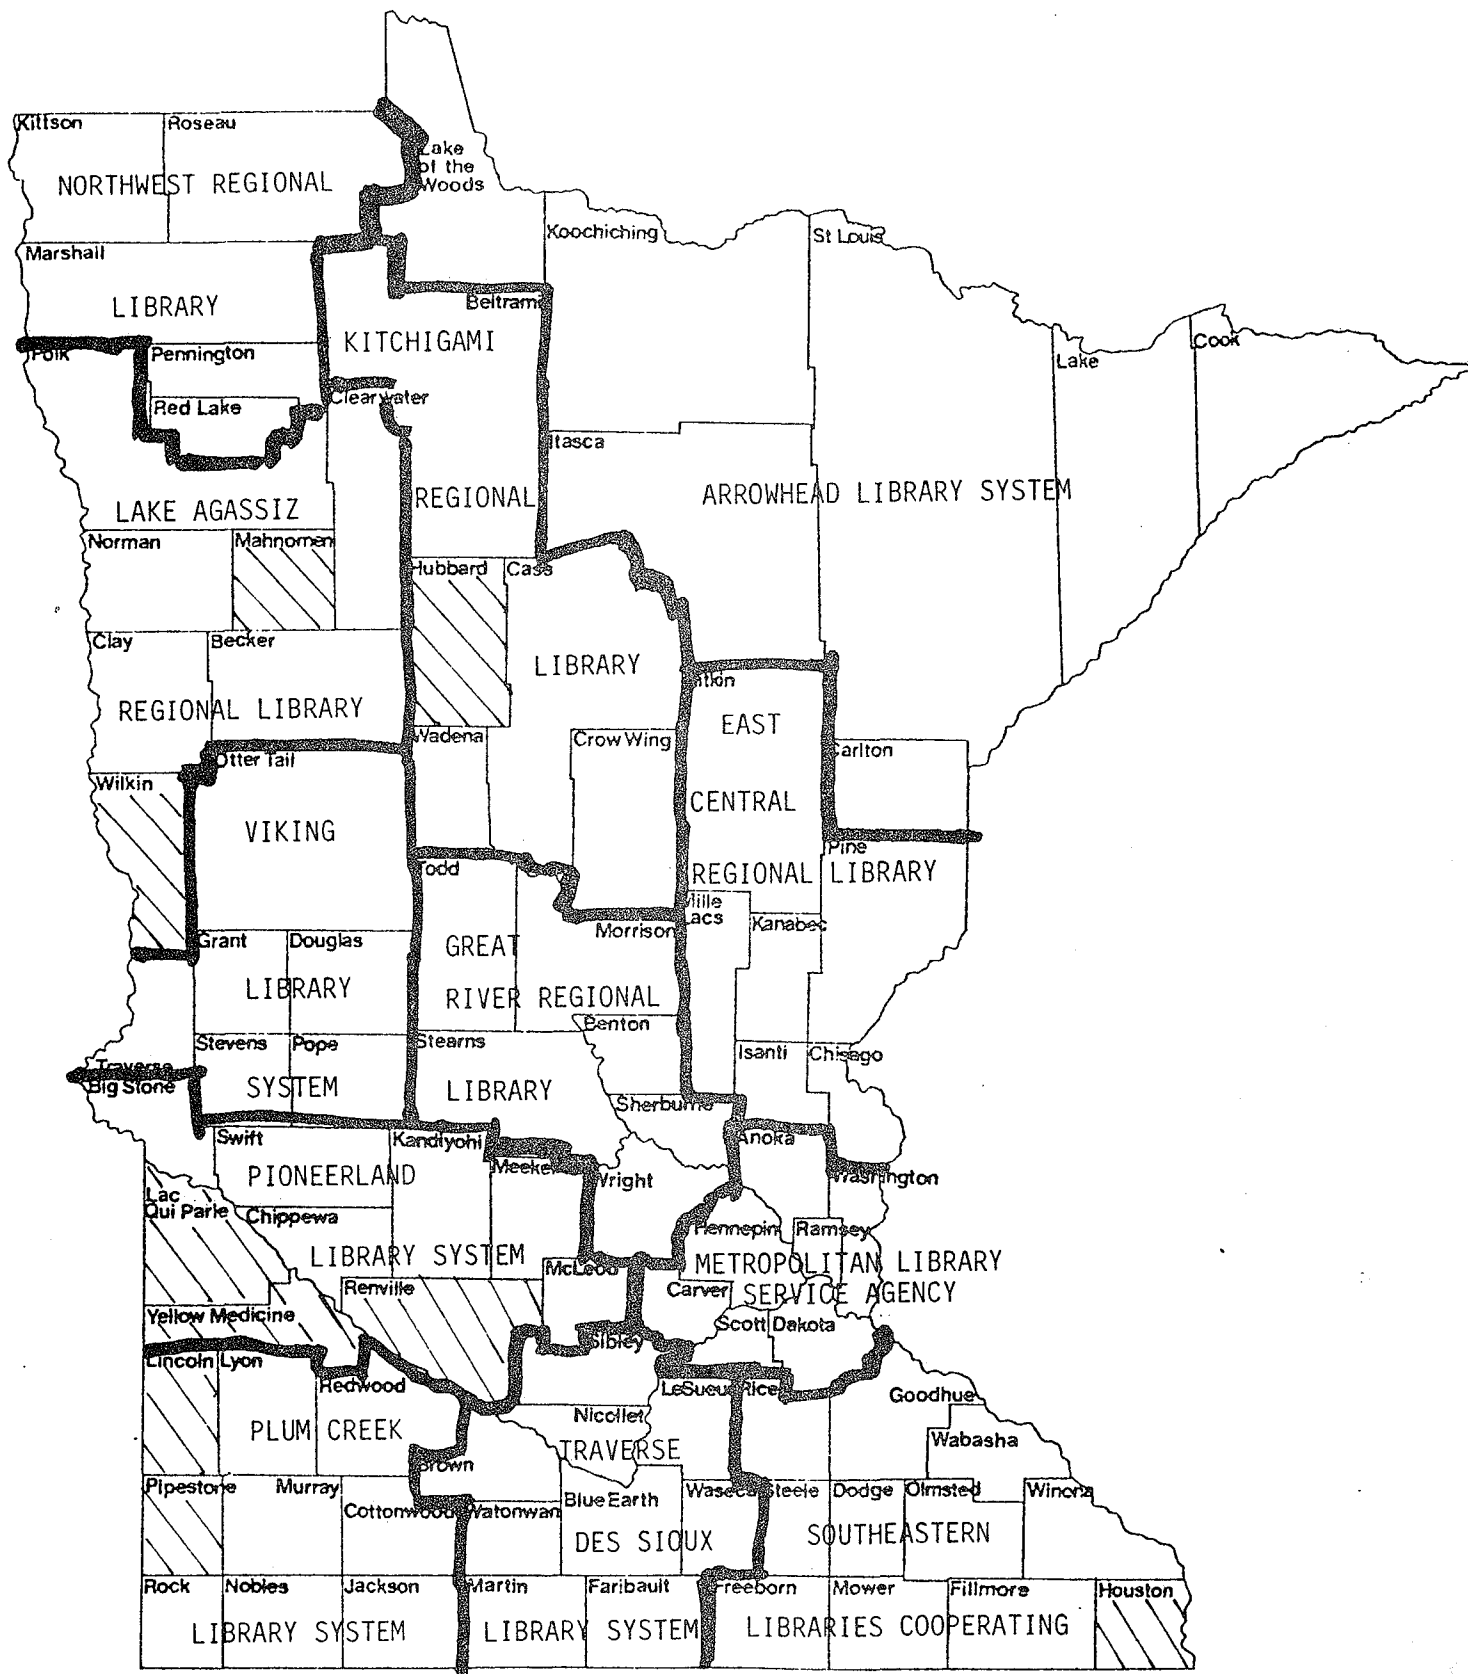 Kittson
Roseau
Lake
of the
Woods
NORTHWEST REGIONAL
Koochiching
St Louis
Marshall
LIBRARY
Beltrami
KITCHIGAMI
Polk
Pennington
Cook
Lake
Red Lake
Clearwater
Itasca
REGIONAL
ARROWHEAD LIBRARY SYSTEM
LAKE AGASSIZ
Norman
Mahnomen
Hubbard
Cass
Clay
Becker
LIBRARY
REGIONAL LIBRARY
EAST
Wadena
Crow Wing
Carlton
Otter Tail
Wilkin
CENTRAL
VIKING
Pine
Todd
REGIONAL LIBRARY
Mille
Lacs
Kanabec
Morrison
Grant
Douglas
GREAT
LIBRARY
RIVER REGIONAL
Benton
Stevens
Pope
Stearns
Isanti
Chisago
Traverse
Big Stone
SYSTEM
LIBRARY
Sherburne
Swift
Kandiyohi
Anoka
Meeker
PIONEERLAND
Wright
Washington
Lac
Qui Parle
Chippewa
Hennepin
Ramsey
LIBRARY SYSTEM
METROPOLITAN LIBRARY
McLeod
Renville
Carver
SERVICE AGENCY
Yellow Medicine
Scott
Dakota
Sibley
Lincoln
Lyon
Redwood
LeSueur
Rice
Goodhue
Nicollet
PLUM CREEK
Wabasha
TRAVERSE
Brown
Pipestone
Murray
Waseca
Steele
Dodge
Olmsted
Winona
Blue Earth
Cottonwood
Watonwan
DES SIOUX
SOUTHEASTERN
Rock
Nobles
Jackson
Martin
Faribault
Freeborn
Mower
Fillmore
Houston
LIBRARY SYSTEM
LIBRARY SYSTEM
LIBRARIES COOPERATING